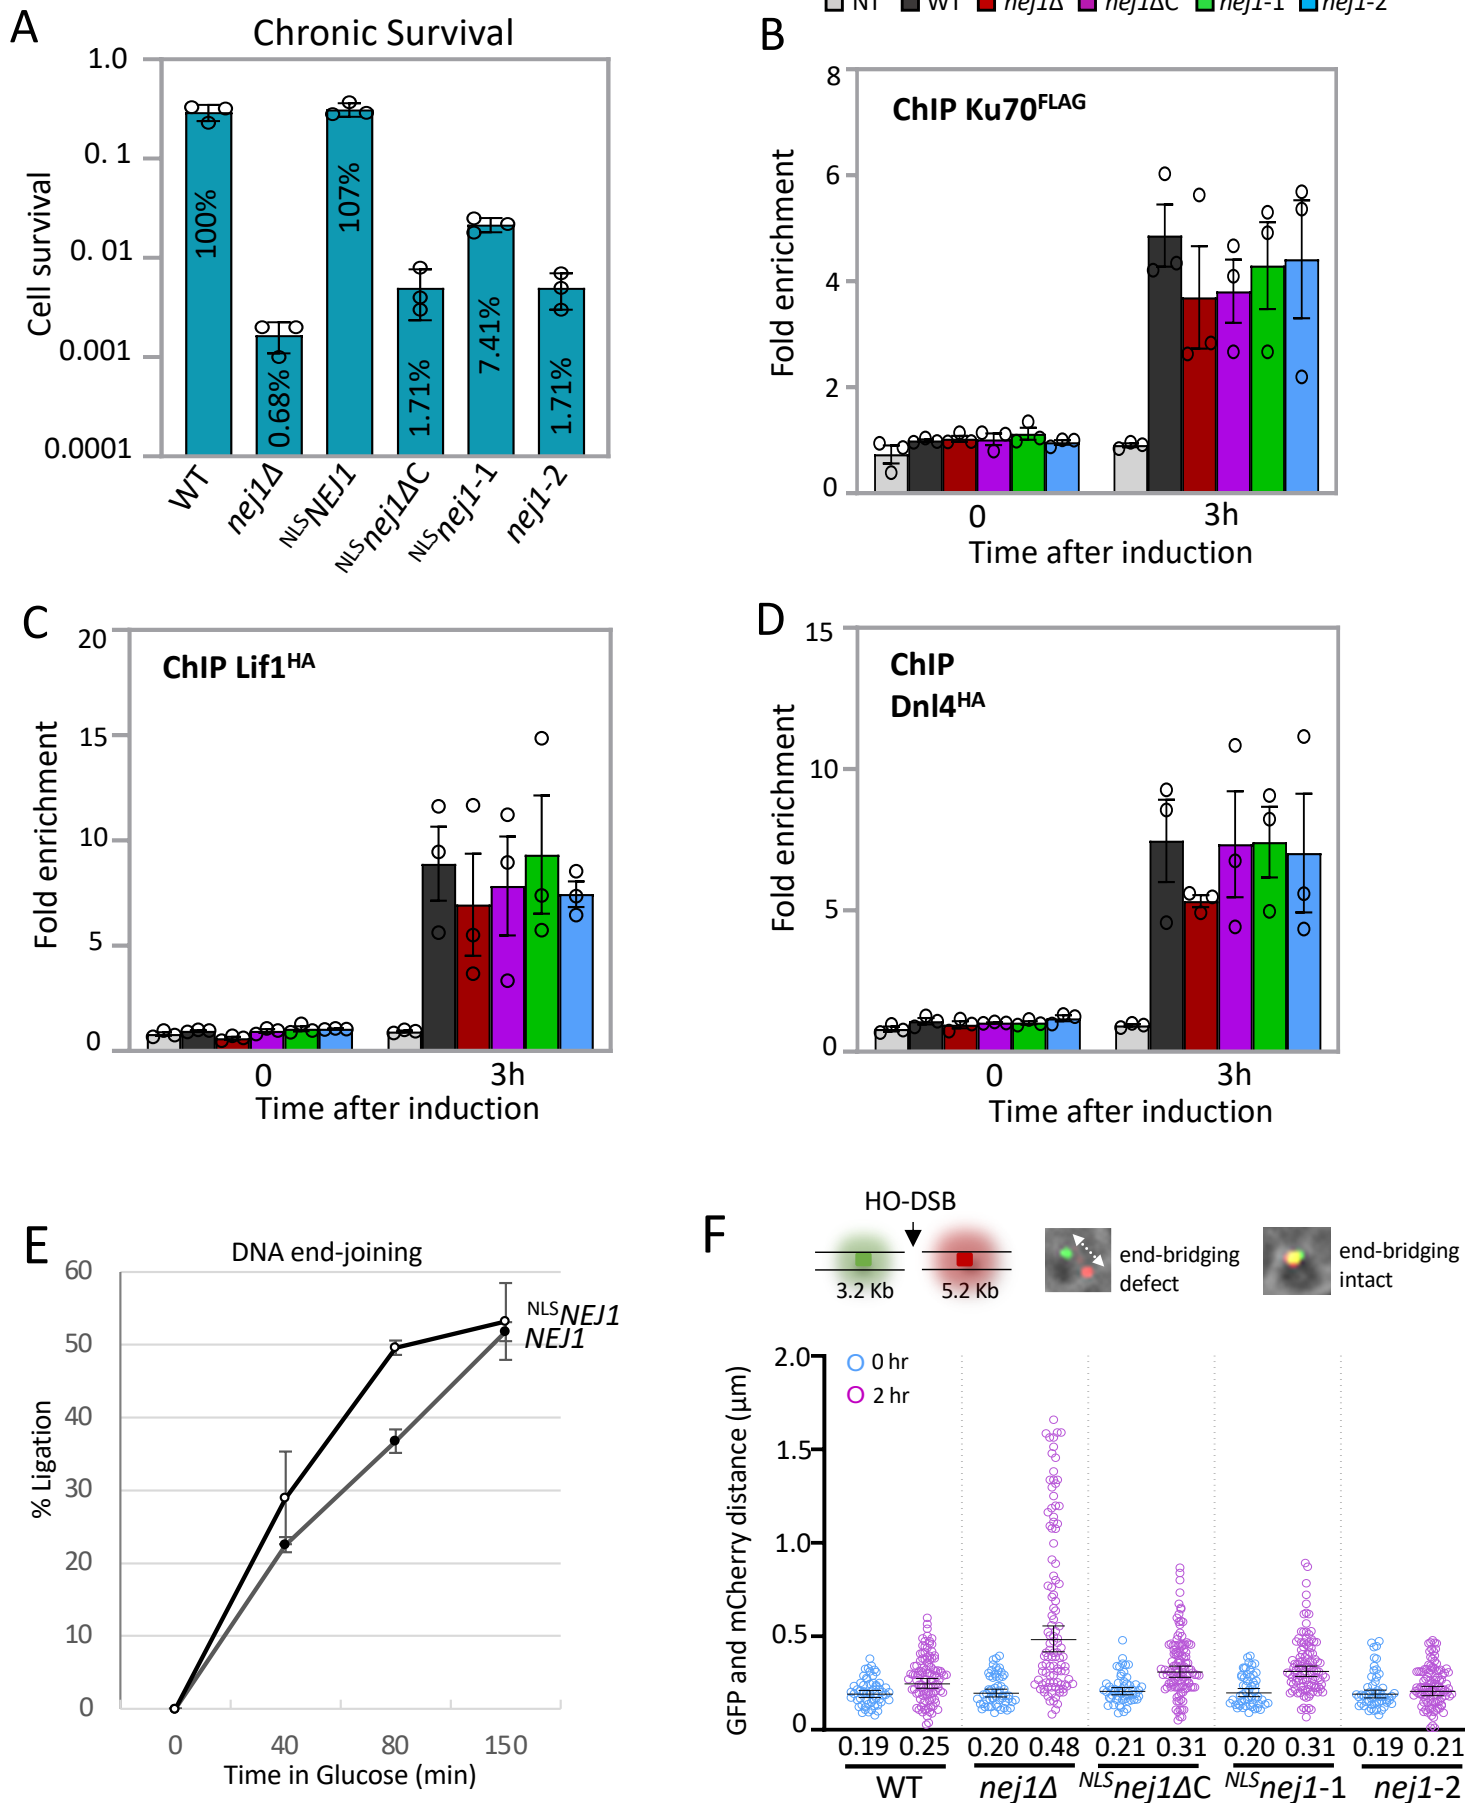 A
Chronic Survival
Cell survival
1.0
0.1
0.01
0.001
0.0001
100%
0.68%
107%
1.71%
7.41%
1.71%
WT
nej1Δ
NLSNEJ1
NLSnej1ΔC
NLSnej1-1
nej1-2
NT WT nej1Δ nej1ΔC nej1-1 nej1-2
B
ChIP Ku70FLAG
Fold enrichment
8
6
4
2
0
0 3h
Time after induction
C
ChIP Lif1HA
Fold enrichment
20
15
10
5
0
0 3h
Time after induction
D
ChIP
Dnl4HA
Fold enrichment
15
10
5
0
0 3h
Time after induction
E
DNA end-joining
% Ligation
60
50
40
30
20
10
0
NLSNEJ1
NEJ1
0 40 80 150
Time in Glucose (min)
F
HO-DSB
3.2 Kb 5.2 Kb
end-bridging
defect
end-bridging
intact
GFP and mCherry distance (μm)
2.0
1.5
1.0
0.5
0
0 hr
2 hr
0.19 0.25 0.20 0.48 0.21 0.31 0.20 0.31 0.19 0.21
WT nej1Δ NLSnej1ΔC NLSnej1-1 nej1-2